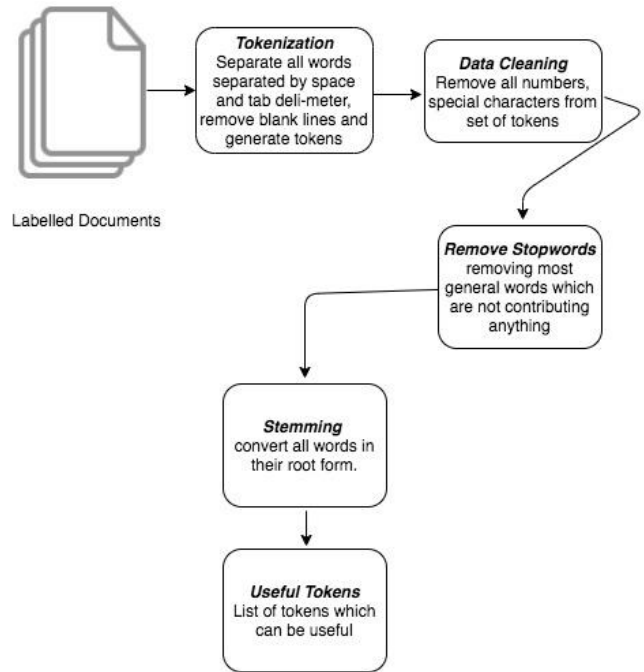 Tokenization
Separate all words
separated by space
and tab deli-meter,
remove blank lines and
generate tokens
Data Cleaning
Remove all numbers,
special characters from
set of tokens
Labelled Documents
Remove Stopwords
removing most
general words which
are not contributing
anything
Stemming
convert all words in
their root form.
Useful Tokens
List of tokens which
can be useful